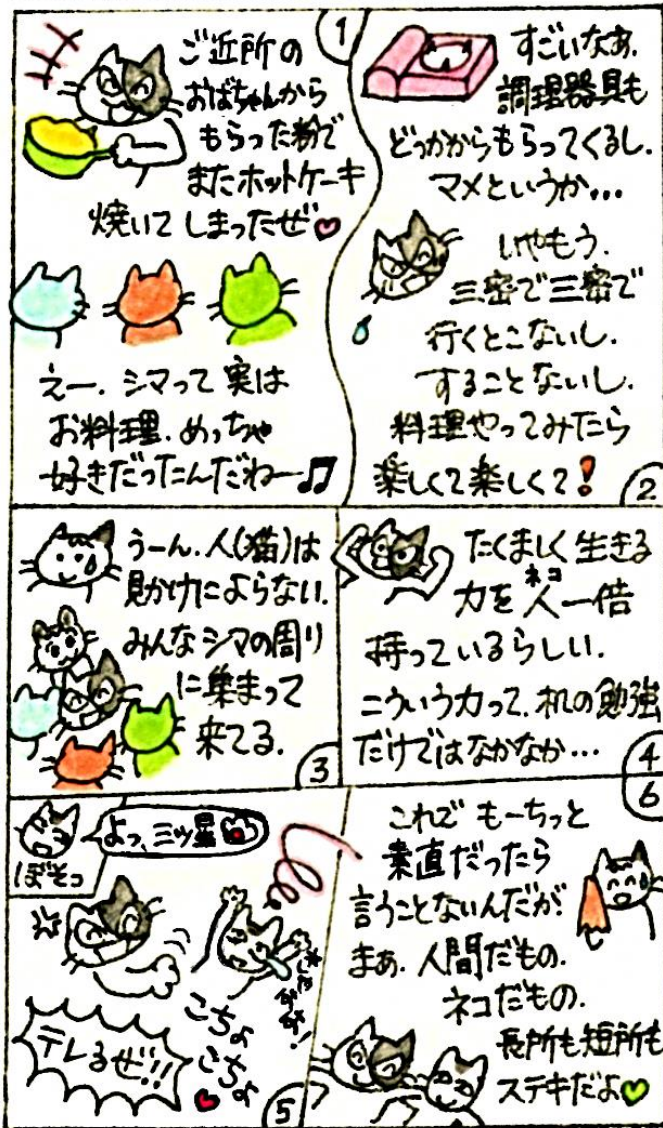 ①
ご近所の
おばちゃんから
もらった粉で
またホットケーキ
焼いてしまったぜ
えー.シマって実は
お料理.めっちゃ
好きだったんだねー♫
すごいなあ.
調理器具も
どっかからもらってくるし.
マメというか…
いやもう.
三密で三密で
行くとこないし.
することないし.
料理やってみたら
楽しくて楽しくて!
②
うーん.人(猫)は
見かけによらない.
みんなシマの周り
に集まって
来てる.
③
たくましく生きる
ネコ
力を人一倍
持っているらしい.
こういう力って.机の勉強
だけではなかなか…
④
よっ、三ッ星
ぼそっ
こちょ
こちょ
テレるぜ!!
⑤
⑥
これでもーちっと
素直だったら
言うことないんだが
まぁ.人間だもの.
ネコだもの.
長所も短所も
ステキだよ